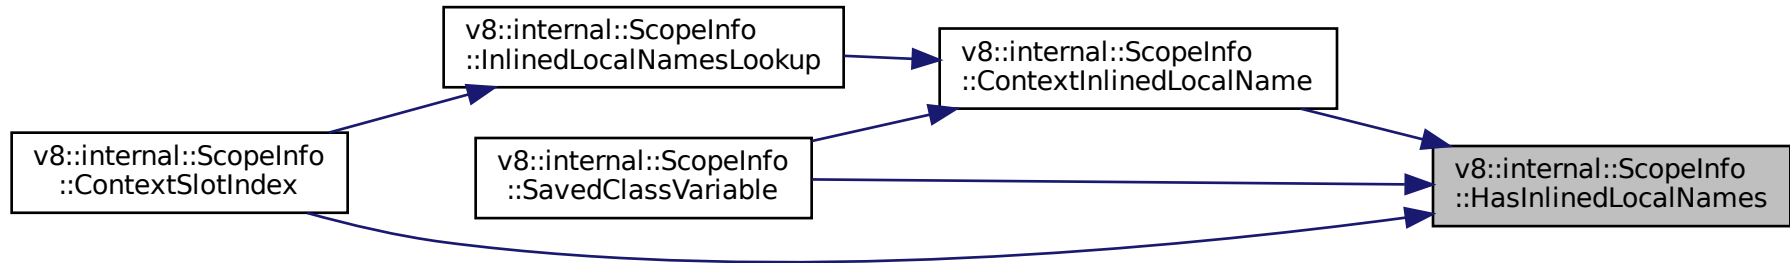 v8::internal::ScopeInfo
::InlinedLocalNamesLookup
v8::internal::ScopeInfo
::ContextInlinedLocalName
v8::internal::ScopeInfo
::ContextSlotIndex
v8::internal::ScopeInfo
::SavedClassVariable
v8::internal::ScopeInfo
::HasInlinedLocalNames